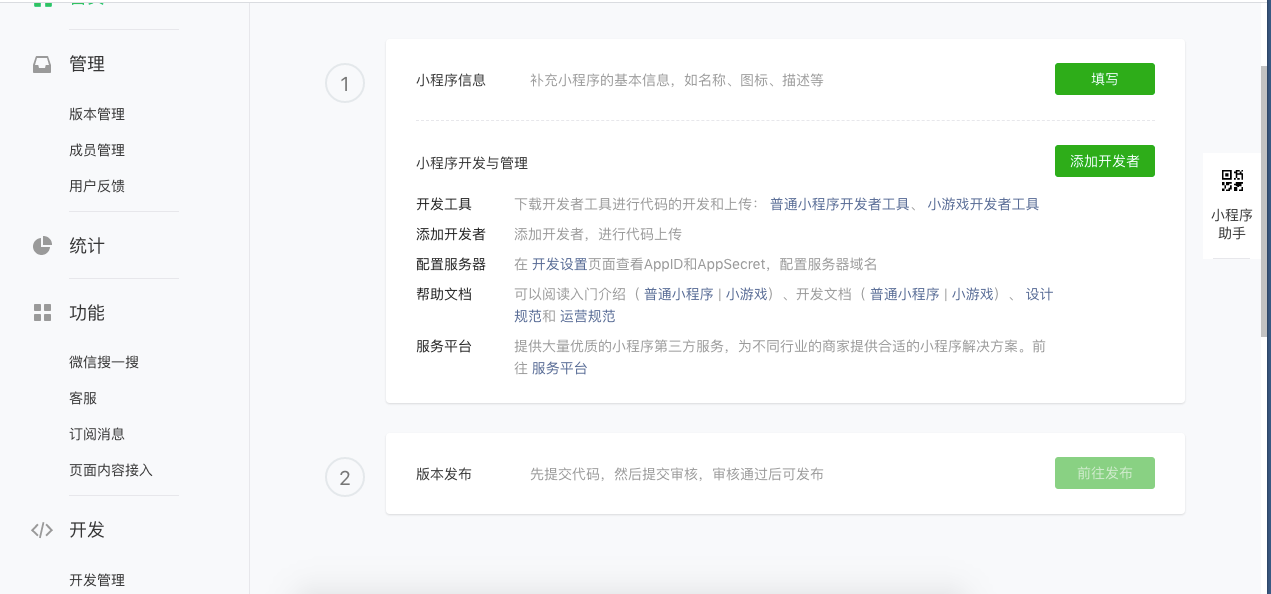 管理
版本管理
成员管理
用户反馈
统计
功能
微信搜一搜
客服
订阅消息
页面内容接入
开发
开发管理
1
小程序信息 补充小程序的基本信息，如名称、图标、描述等 填写
小程序开发与管理 添加开发者
开发工具 下载开发者工具进行代码的开发和上传： 普通小程序开发者工具、 小游戏开发者工具
添加开发者 添加开发者，进行代码上传
配置服务器 在 开发设置页面查看AppID和AppSecret，配置服务器域名
帮助文档 可以阅读入门介绍（ 普通小程序 | 小游戏）、开发文档（ 普通小程序 | 小游戏）、 设计
规范和 运营规范
服务平台 提供大量优质的小程序第三方服务，为不同行业的商家提供合适的小程序解决方案。前
往 服务平台
2
版本发布 先提交代码，然后提交审核，审核通过后可发布 前往发布
小程序
助手